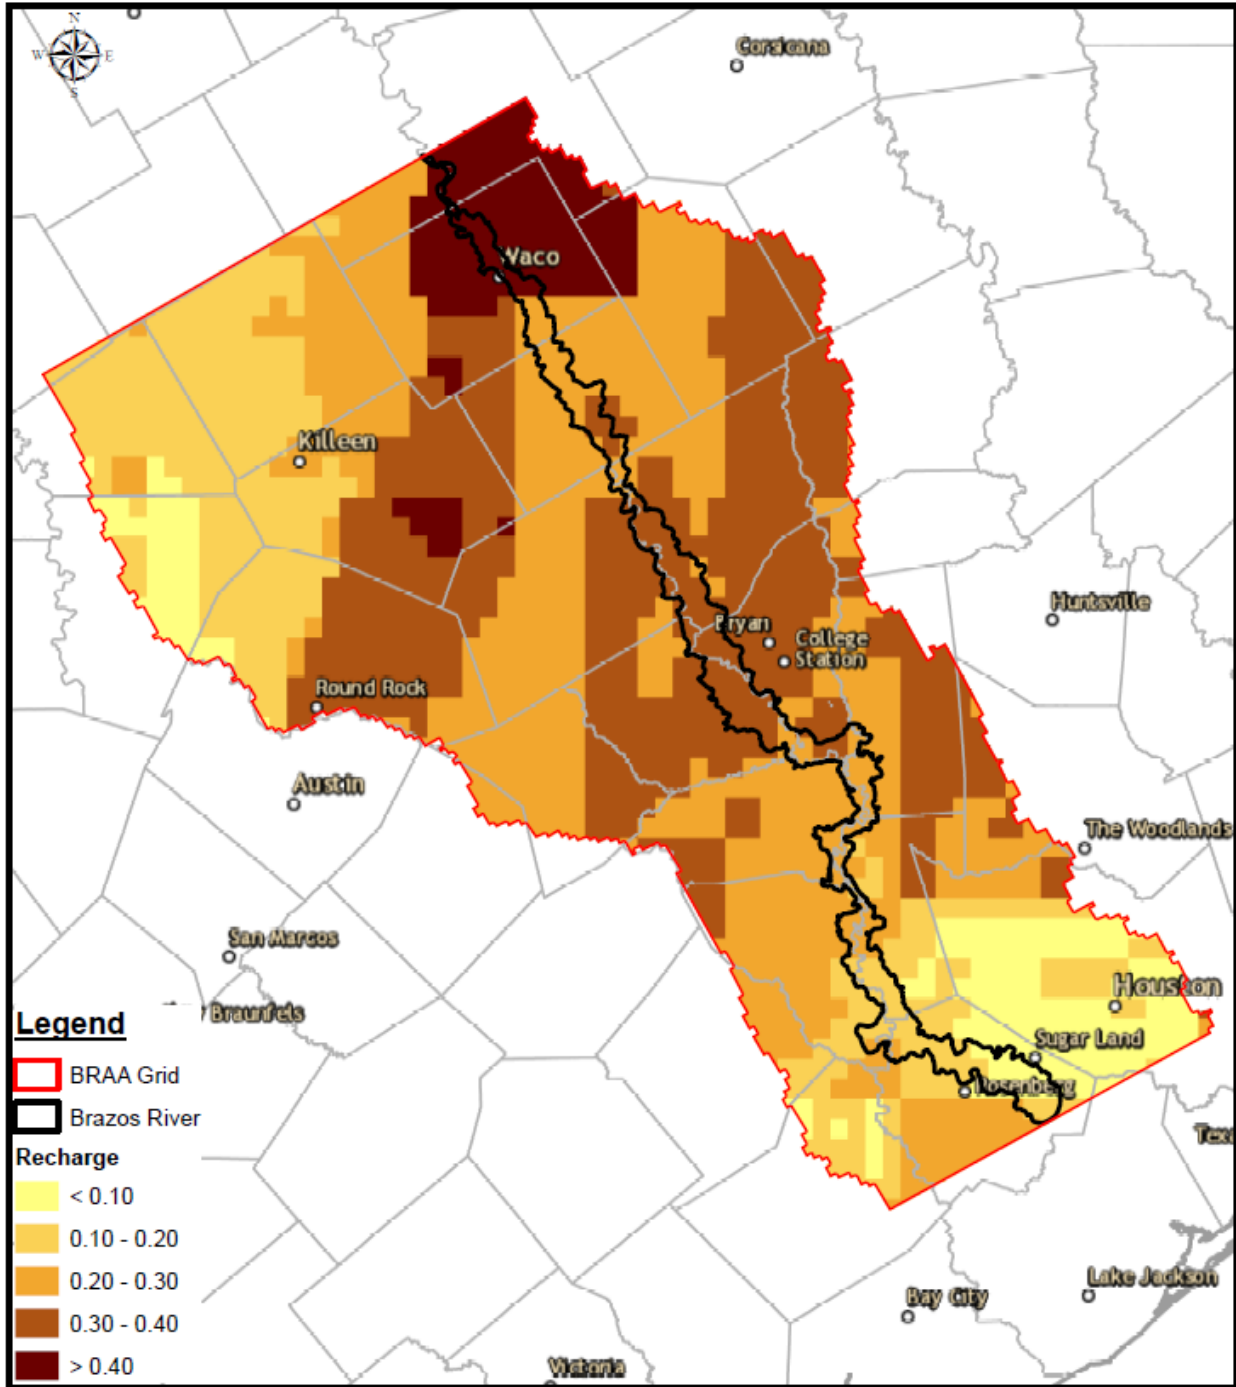 N
W E
S
Corsicana
Waco
Killeen
Bryan
College
Station
Huntsville
Round Rock
Austin
The Woodlands
San Marcos
Braunfels
Houston
Sugar Land
Rosenberg
Legend
BRAA Grid
Brazos River
Recharge
< 0.10
0.10 - 0.20
0.20 - 0.30
0.30 - 0.40
> 0.40
Lake Jackson
Bay City
Victoria